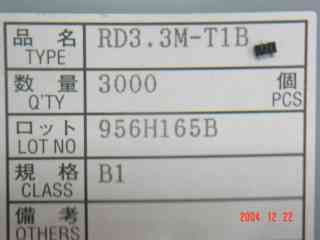 品名 RD3.3M-T1B
TYPE
数量 3000 個
Q'TY PCS
ロット 956H165B
LOT NO
規格 B1
CLASS
備考
OTHERS
2004 12 22